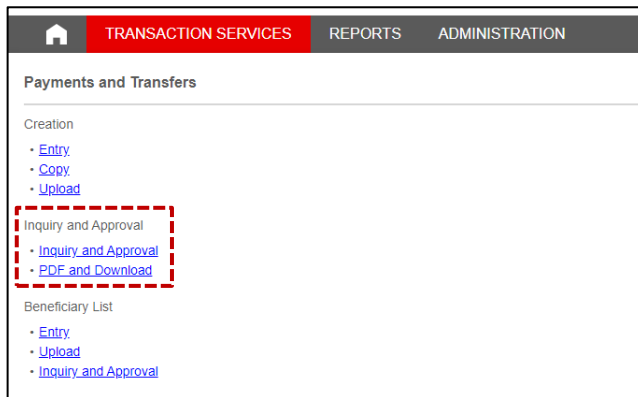 TRANSACTION SERVICES REPORTS ADMINISTRATION
Payments and Transfers
Creation
• Entry
• Copy
• Upload
Inquiry and Approval
• Inquiry and Approval
• PDF and Download
Beneficiary List
• Entry
• Upload
• Inquiry and Approval